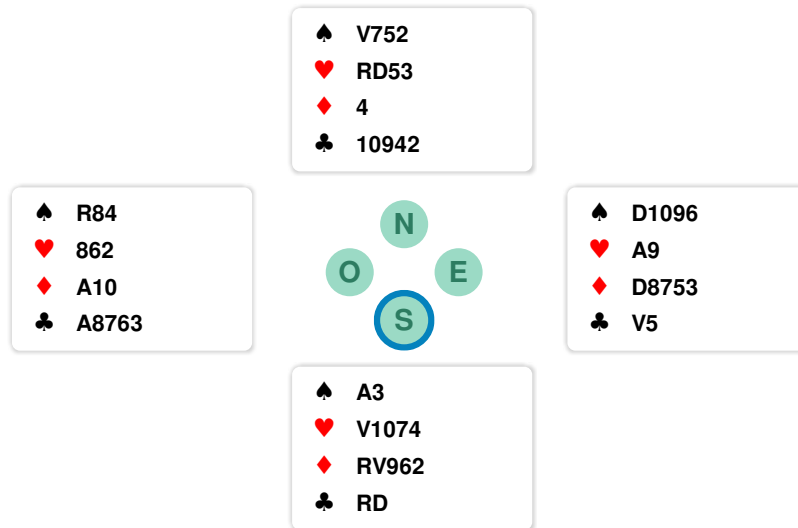 ♠ V752
♥ RD53
♦ 4
♣ 10942
♠ R84
♥ 862
♦ A10
♣ A8763
N
O E
S
♠ D1096
♥ A9
♦ D8753
♣ V5
♠ A3
♥ V1074
♦ RV962
♣ RD